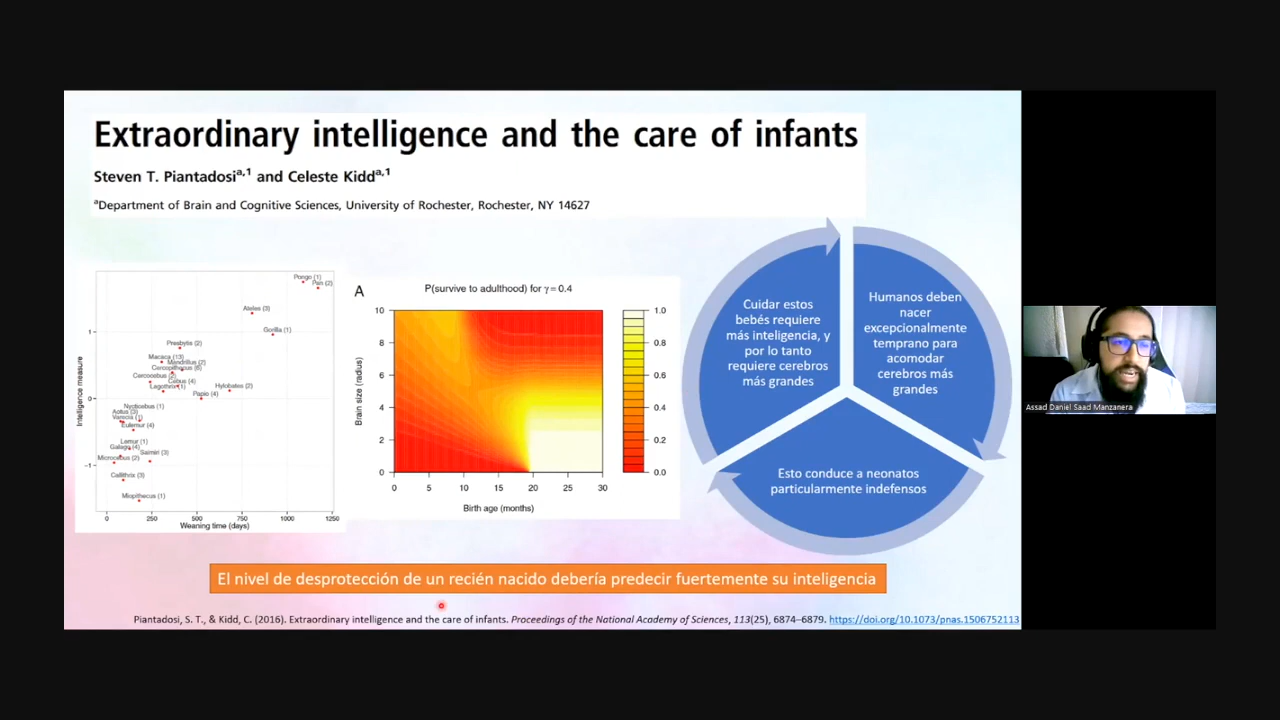 Extraordinary intelligence and the care of infants
Steven T. Piantadosia,1 and Celeste Kidda,1
aDepartment of Brain and Cognitive Sciences, University of Rochester, Rochester, NY 14627
Pongo (1)
Pan (2)
Ateles (3)
Gorilla (1)
Presbytis (2)
Macaca (13)
Mandrillus (2)
Cercopithecus (6)
Cercocebus (2)
Cebus (4)
Lagothrix (1)
Papio (4)
Hylobates (2)
Nycticebus (1)
Aotus (3)
Varecia (1)
Eulemur (4)
Lemur (1)
Galago (4)
Saimiri (3)
Microcebus (2)
Callithrix (3)
Miopithecus (1)
Intelligence measure
1
0
−1
0 250 500 750 1000 1250
Weaning time (days)
A
P(survive to adulthood) for γ = 0.4
Brain size (radius)
10
8
6
4
2
0
0 5 10 15 20 25 30
Birth age (months)
1.0
0.8
0.6
0.4
0.2
0.0
Cuidar estos
bebés requiere
más inteligencia, y
por lo tanto
requiere cerebros
más grandes
Humanos deben
nacer
excepcionalmente
temprano para
acomodar
cerebros más
grandes
Esto conduce a neonatos
particularmente indefensos
El nivel de desprotección de un recién nacido debería predecir fuertemente su inteligencia
Piantadosi, S. T., & Kidd, C. (2016). Extraordinary intelligence and the care of infants. Proceedings of the National Academy of Sciences, 113(25), 6874–6879. https://doi.org/10.1073/pnas.1506752113
Assad Daniel Saad Manzanera